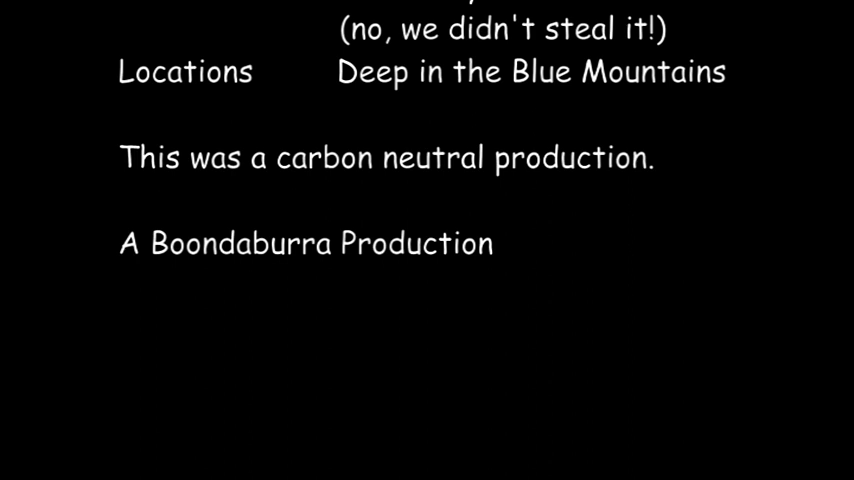 (no, we didn't steal it!)
Locations Deep in the Blue Mountains
This was a carbon neutral production.
A Boondaburra Production